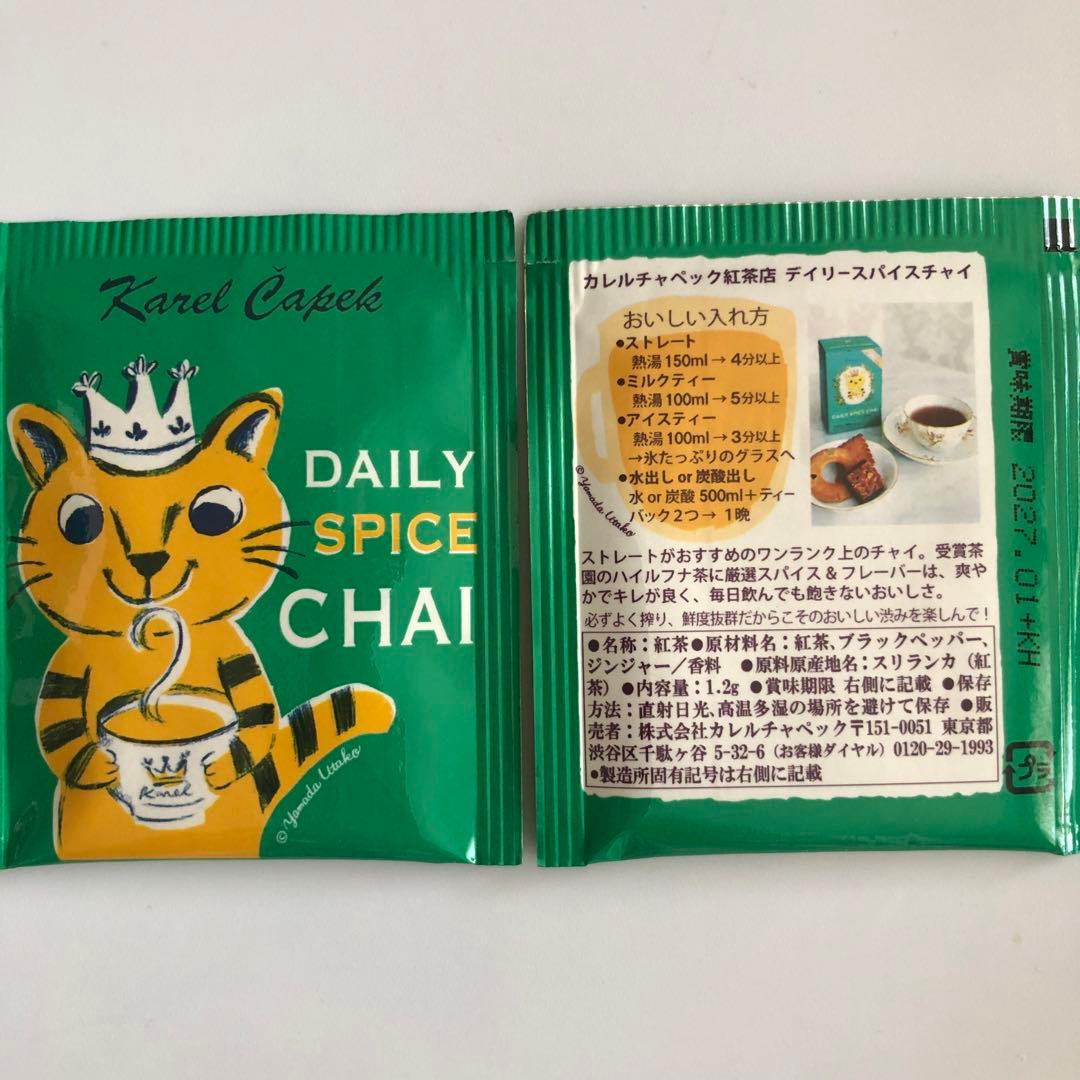 Karel Čapek
DAILY
SPICE
CHAI
Karel
© Yamada Utako
カレルチャペック紅茶店 デイリースパイスチャイ
おいしい入れ方
●ストレート
熱湯150ml→4分以上
●ミルクティー
熱湯100ml→5分以上
●アイスティー
熱湯100ml→3分以上
→氷たっぷりのグラスへ
●水出し or 炭酸出し
水 or 炭酸 500ml＋ティー
バック2つ→ 1晩
© Yamada Utako
DAILY SPICE CHAI
ストレートがおすすめのワンランク上のチャイ。受賞茶
園のハイルフナ茶に厳選スパイス＆フレーバーは、爽や
かでキレが良く、毎日飲んでも飽きないおいしさ。
必ずよく搾り、鮮度抜群だからこそのおいしい渋みを楽しんで！
●名称：紅茶●原材料名：紅茶、ブラックペッパー、
ジンジャー／香料 ●原料原産地名：スリランカ（紅
茶）●内容量：1.2g ●賞味期限 右側に記載 ●保存
方法：直射日光、高温多湿の場所を避けて保存 ●販
売者：株式会社カレルチャペック〒151-0051 東京都
渋谷区千駄ヶ谷 5-32-6（お客様ダイヤル）0120-29-1993
●製造所固有記号は右側に記載
賞味期限 2027.01+KH
プラ